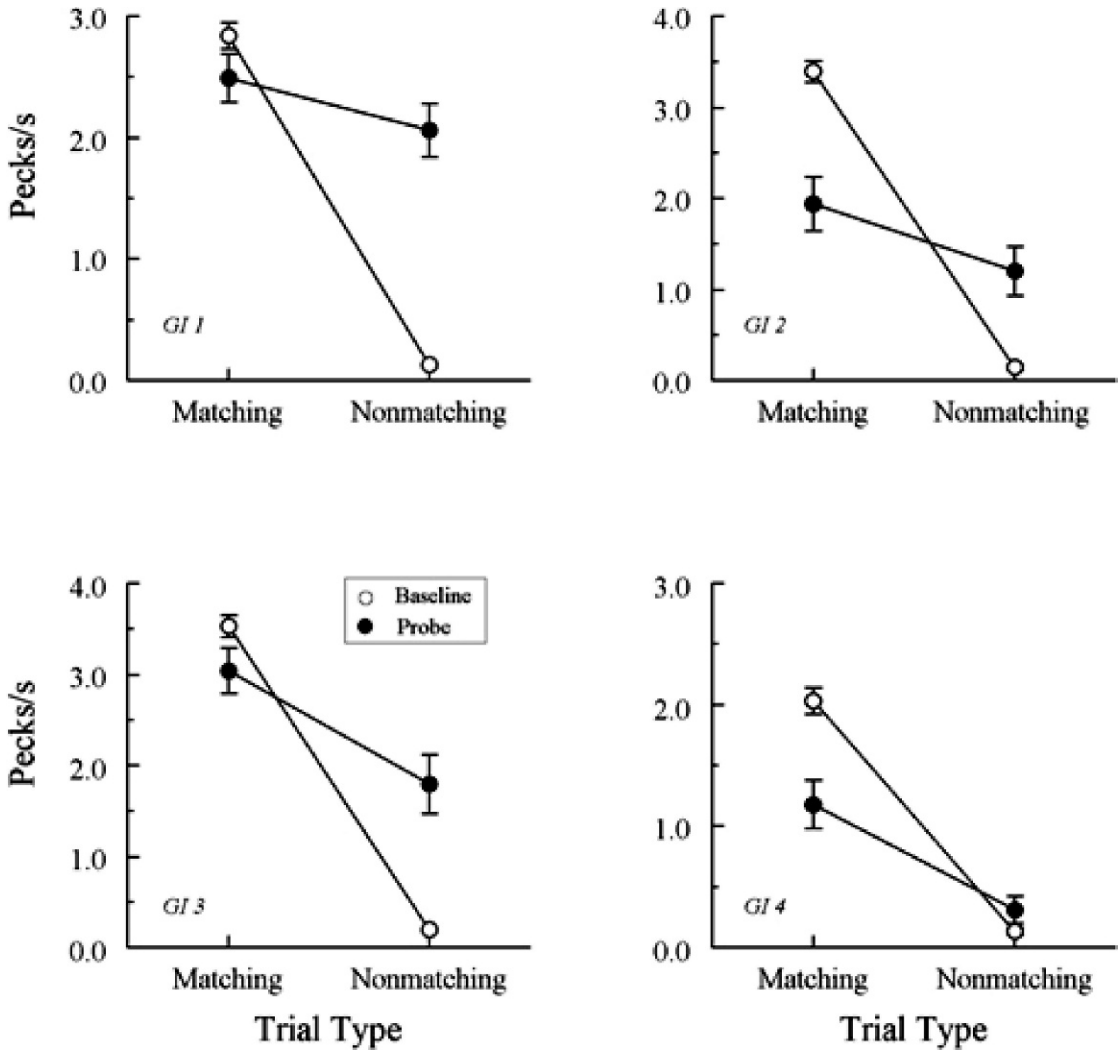 3.0
2.0
1.0
0.0
Pecks/s
GI 1
Matching Nonmatching
4.0
3.0
2.0
1.0
0.0
GI 2
Matching Nonmatching
4.0
3.0
2.0
1.0
0.0
Pecks/s
Baseline
Probe
GI 3
Matching Nonmatching
Trial Type
3.0
2.0
1.0
0.0
GI 4
Matching Nonmatching
Trial Type